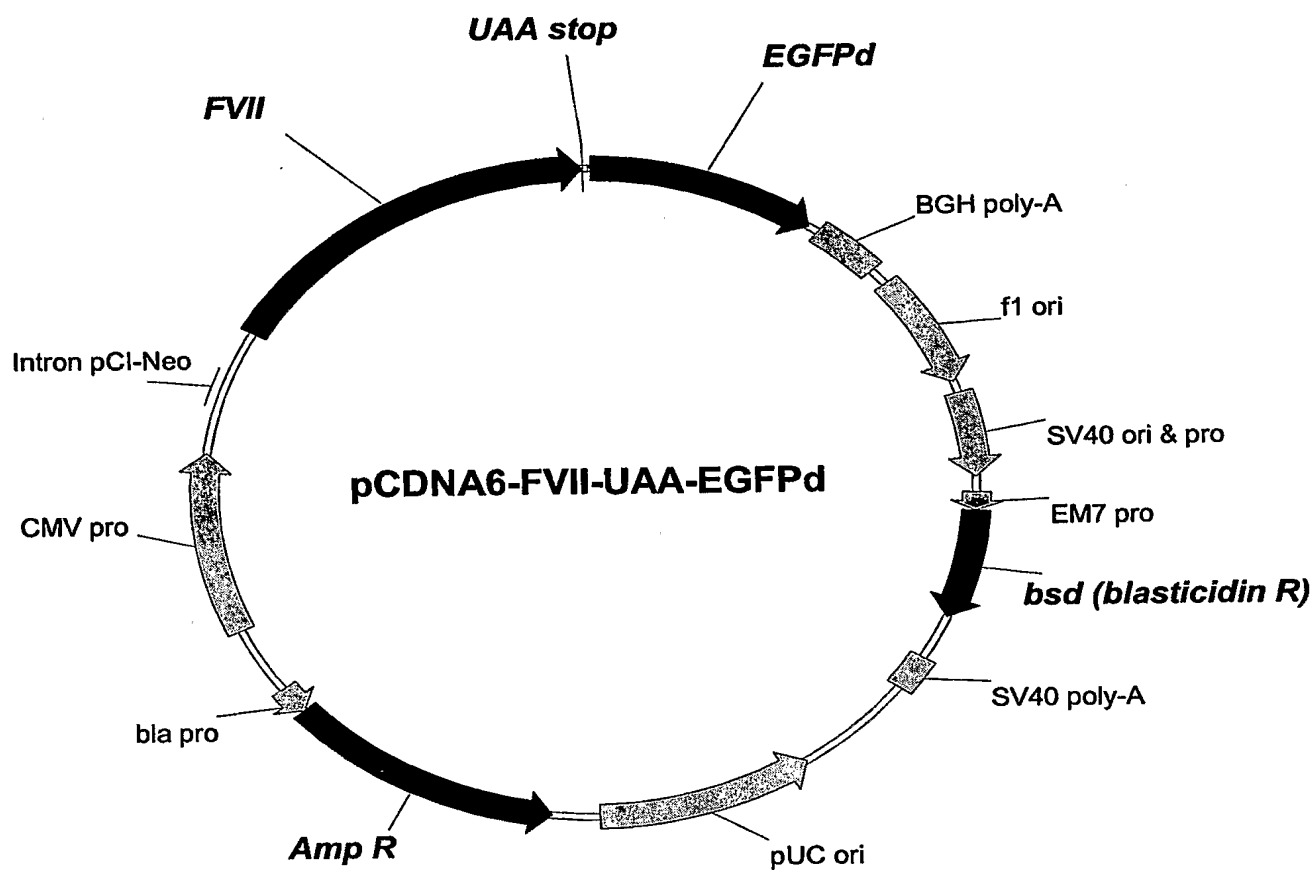 UAA stop
EGFPd
FVII
BGH poly-A
f1 ori
Intron pCI-Neo
SV40 ori & pro
pCDNA6-FVII-UAA-EGFPd
EM7 pro
CMV pro
bsd (blasticidin R)
SV40 poly-A
bla pro
Amp R
pUC ori